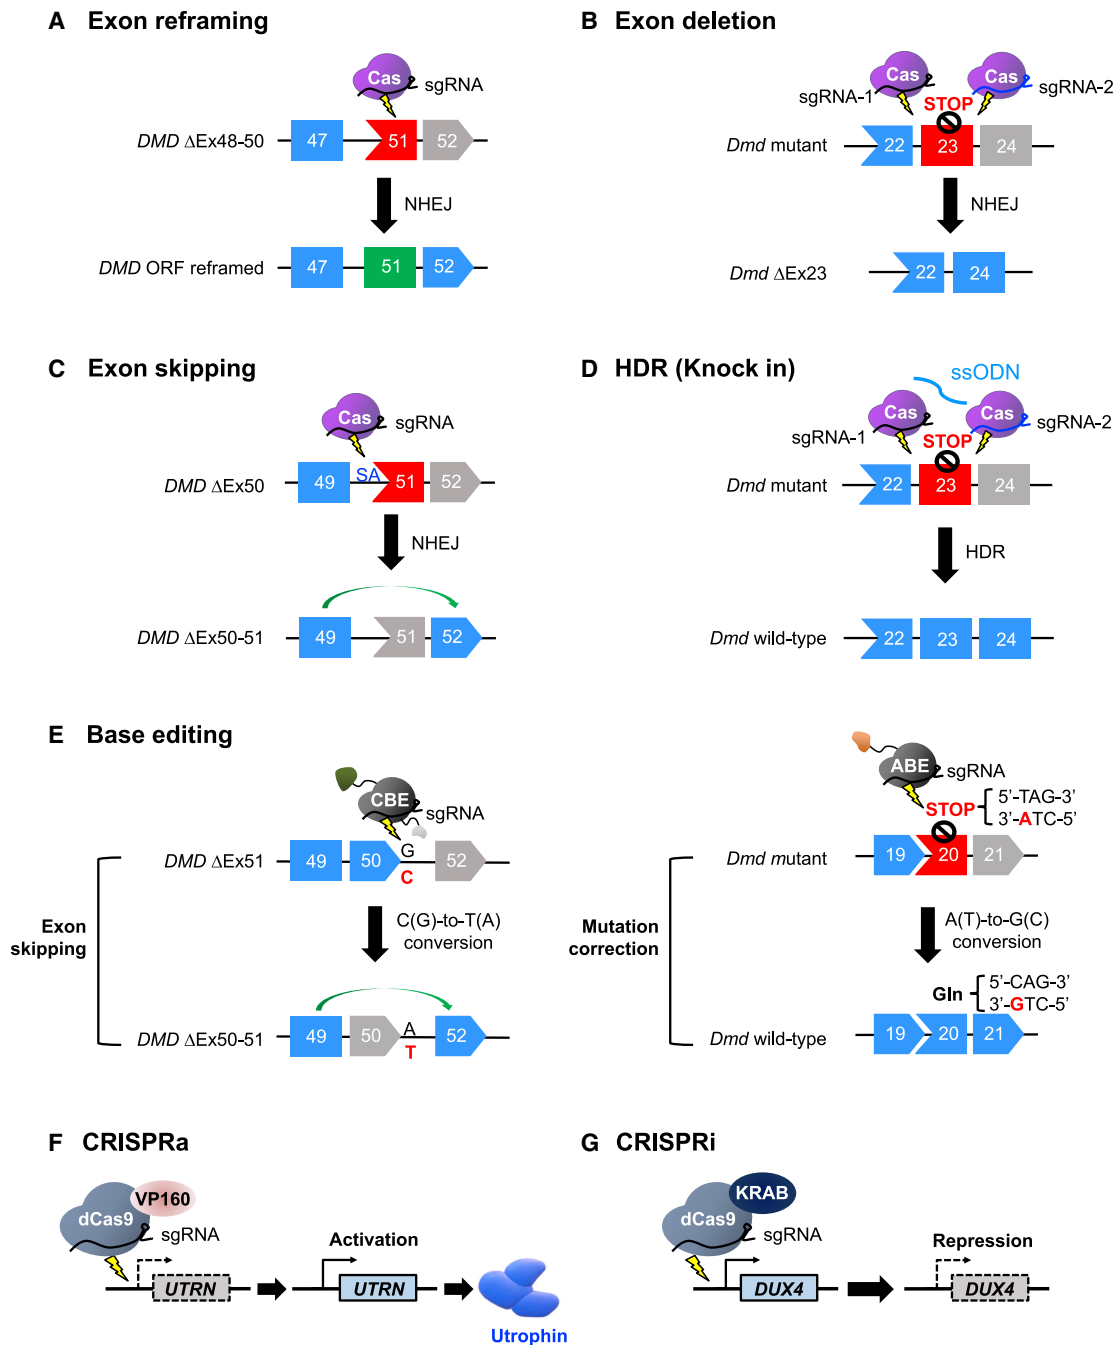 A Exon reframing
Cas
sgRNA
DMD ΔEx48-50
47
51
52
NHEJ
DMD ORF reframed
47
51
52
B Exon deletion
Cas
Cas
sgRNA-1
STOP
sgRNA-2
Dmd mutant
22
23
24
NHEJ
Dmd ΔEx23
22
24
C Exon skipping
Cas
sgRNA
DMD ΔEx50
49
SA
51
52
NHEJ
DMD ΔEx50-51
49
51
52
D HDR (Knock in)
ssODN
Cas
Cas
sgRNA-1
STOP
sgRNA-2
Dmd mutant
22
23
24
HDR
Dmd wild-type
22
23
24
E Base editing
CBE
sgRNA
DMD ΔEx51
49
50
G
C
52
Exon
skipping
C(G)-to-T(A)
conversion
DMD ΔEx50-51
49
50
A
T
52
ABE
sgRNA
STOP
5'-TAG-3'
3'-ATC-5'
Dmd mutant
19
20
21
Mutation
correction
A(T)-to-G(C)
conversion
Gln
5'-CAG-3'
3'-GTC-5'
Dmd wild-type
19
20
21
F CRISPRa
VP160
dCas9
sgRNA
UTRN
Activation
UTRN
Utrophin
G CRISPRi
KRAB
dCas9
sgRNA
DUX4
Repression
DUX4